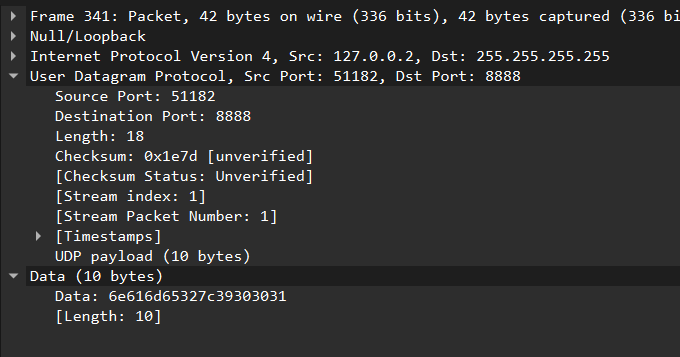 Frame 341: Packet, 42 bytes on wire (336 bits), 42 bytes captured (336 bi
Null/Loopback
Internet Protocol Version 4, Src: 127.0.0.2, Dst: 255.255.255.255
User Datagram Protocol, Src Port: 51182, Dst Port: 8888
Source Port: 51182
Destination Port: 8888
Length: 18
Checksum: 0x1e7d [unverified]
[Checksum Status: Unverified]
[Stream index: 1]
[Stream Packet Number: 1]
[Timestamps]
UDP payload (10 bytes)
Data (10 bytes)
Data: 6e616d65327c39303031
[Length: 10]